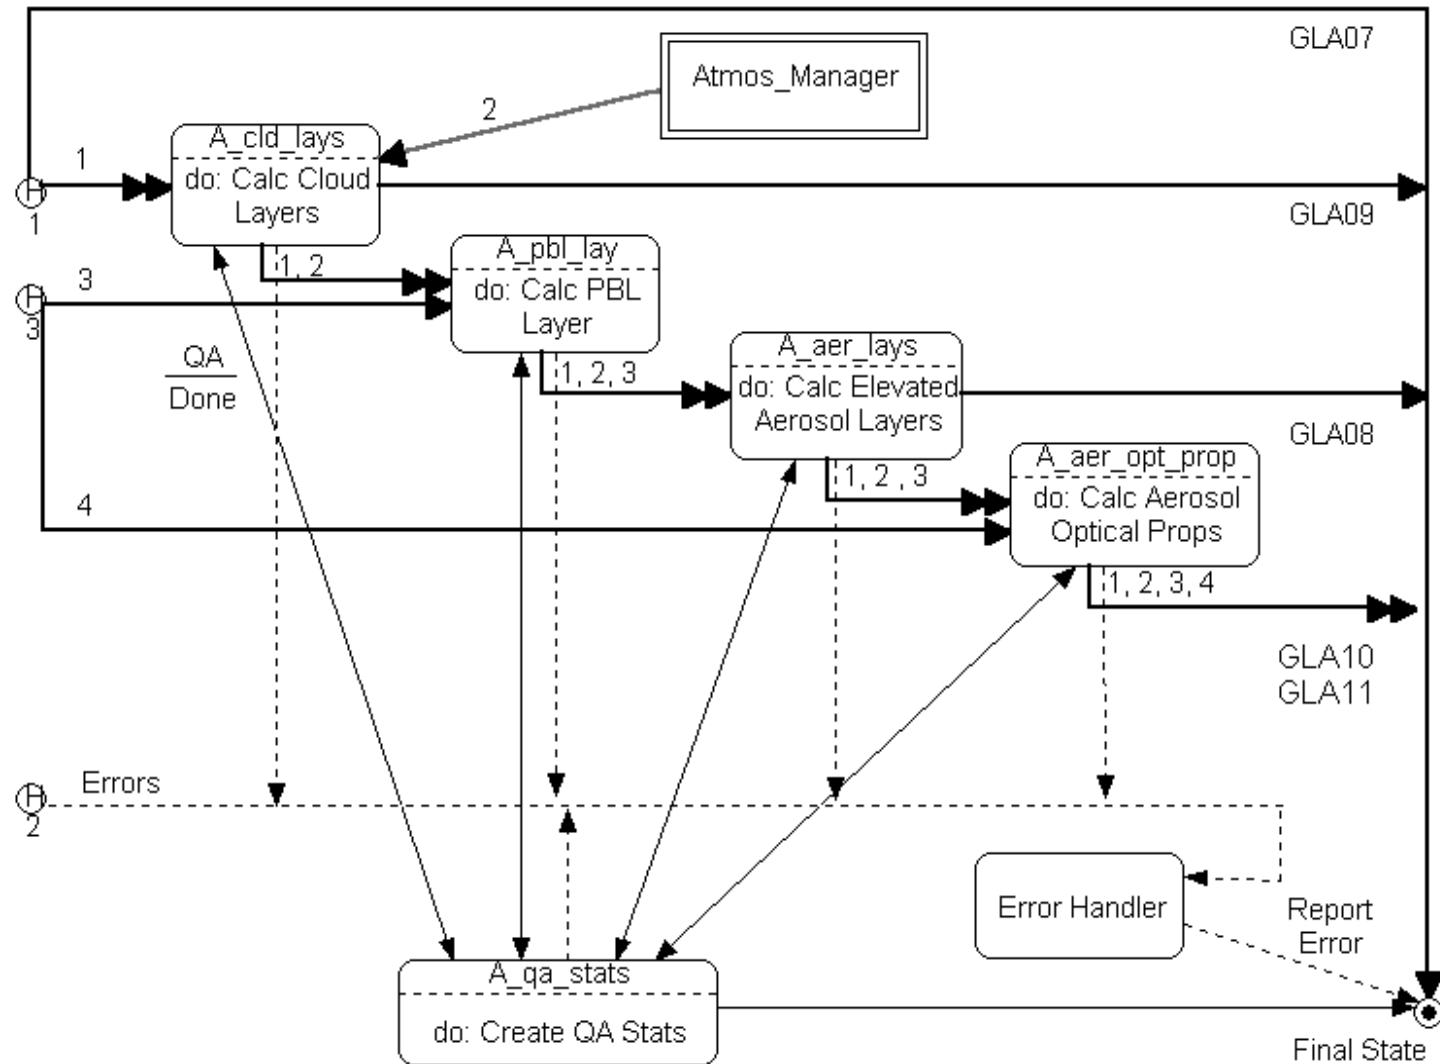 GLA07
Atmos_Manager
2
A_cld_lays
1
do: Calc Cloud
Layers
H
1
GLA09
A_pbl_lay
1, 2
3
do: Calc PBL
Layer
H
3
QA
Done
A_aer_lays
1, 2, 3
do: Calc Elevated
Aerosol Layers
GLA08
A_aer_opt_prop
1, 2 , 3
4
do: Calc Aerosol
Optical Props
1, 2, 3, 4
GLA10
GLA11
Errors
H
2
Error Handler
Report
Error
A_qa_stats
do: Create QA Stats
Final State